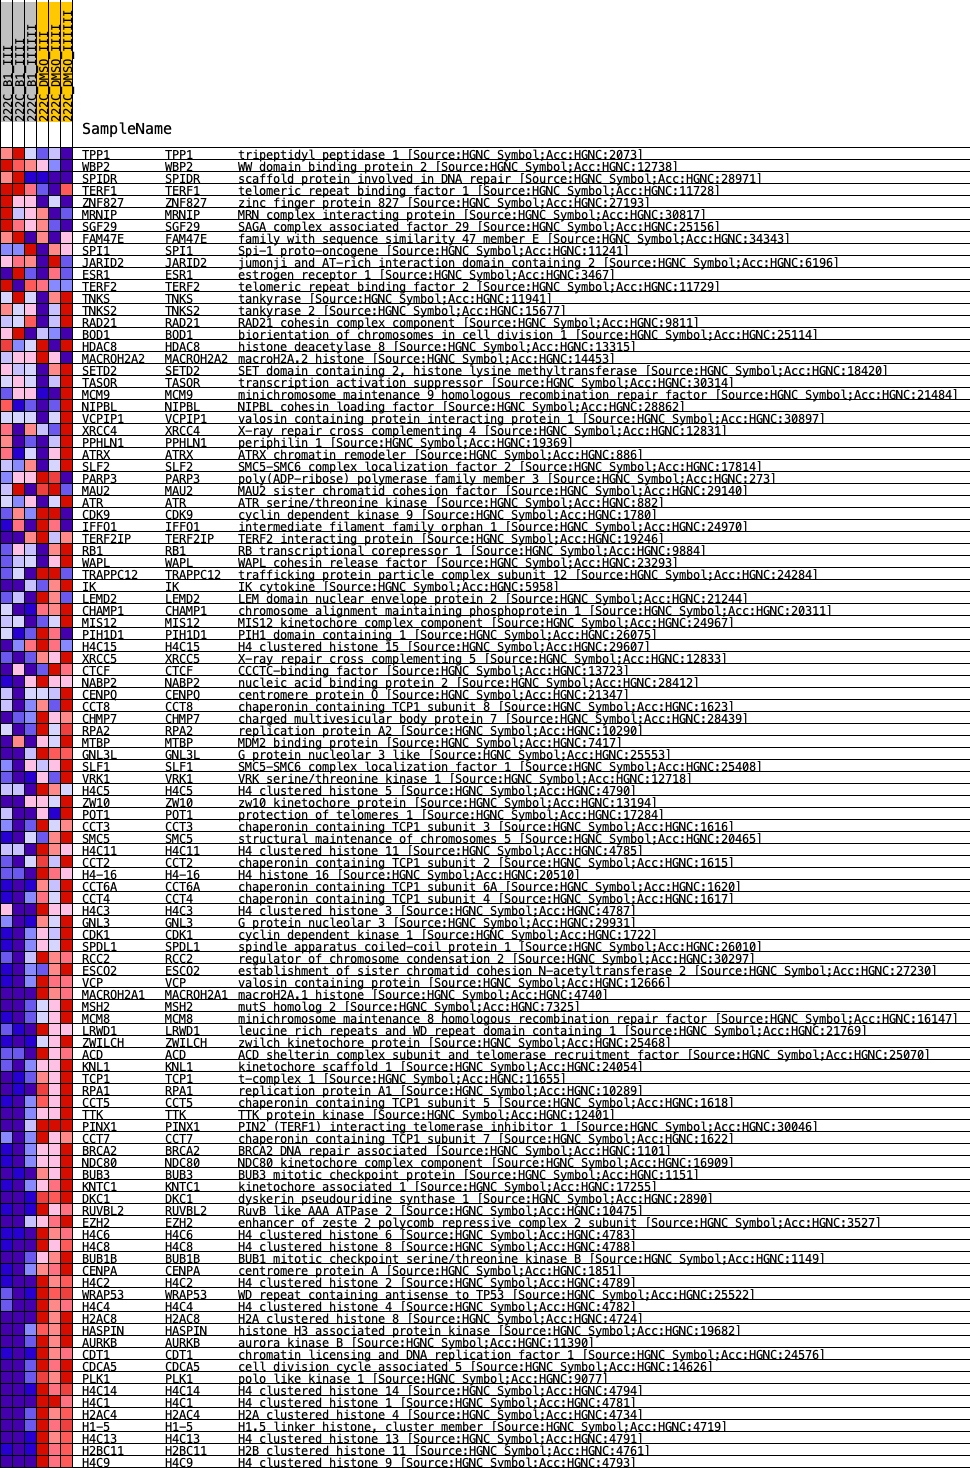 222C_B1_III
222C_B1_IIII
222C_B1_IIIIII
222C_DMSO_III
222C_DMSO_IIII
222C_DMSO_IIIIII
SampleName
TPP1 TPP1 tripeptidyl peptidase 1 [Source:HGNC Symbol;Acc:HGNC:2073]
WBP2 WBP2 WW domain binding protein 2 [Source:HGNC Symbol;Acc:HGNC:12738]
SPIDR SPIDR scaffold protein involved in DNA repair [Source:HGNC Symbol;Acc:HGNC:28971]
TERF1 TERF1 telomeric repeat binding factor 1 [Source:HGNC Symbol;Acc:HGNC:11728]
ZNF827 ZNF827 zinc finger protein 827 [Source:HGNC Symbol;Acc:HGNC:27193]
MRNIP MRNIP MRN complex interacting protein [Source:HGNC Symbol;Acc:HGNC:30817]
SGF29 SGF29 SAGA complex associated factor 29 [Source:HGNC Symbol;Acc:HGNC:25156]
FAM47E FAM47E family with sequence similarity 47 member E [Source:HGNC Symbol;Acc:HGNC:34343]
SPI1 SPI1 Spi-1 proto-oncogene [Source:HGNC Symbol;Acc:HGNC:11241]
JARID2 JARID2 jumonji and AT-rich interaction domain containing 2 [Source:HGNC Symbol;Acc:HGNC:6196]
ESR1 ESR1 estrogen receptor 1 [Source:HGNC Symbol;Acc:HGNC:3467]
TERF2 TERF2 telomeric repeat binding factor 2 [Source:HGNC Symbol;Acc:HGNC:11729]
TNKS TNKS tankyrase [Source:HGNC Symbol;Acc:HGNC:11941]
TNKS2 TNKS2 tankyrase 2 [Source:HGNC Symbol;Acc:HGNC:15677]
RAD21 RAD21 RAD21 cohesin complex component [Source:HGNC Symbol;Acc:HGNC:9811]
BOD1 BOD1 biorientation of chromosomes in cell division 1 [Source:HGNC Symbol;Acc:HGNC:25114]
HDAC8 HDAC8 histone deacetylase 8 [Source:HGNC Symbol;Acc:HGNC:13315]
MACROH2A2 MACROH2A2 macroH2A.2 histone [Source:HGNC Symbol;Acc:HGNC:14453]
SETD2 SETD2 SET domain containing 2, histone lysine methyltransferase [Source:HGNC Symbol;Acc:HGNC:18420]
TASOR TASOR transcription activation suppressor [Source:HGNC Symbol;Acc:HGNC:30314]
MCM9 MCM9 minichromosome maintenance 9 homologous recombination repair factor [Source:HGNC Symbol;Acc:HGNC:21484]
NIPBL NIPBL NIPBL cohesin loading factor [Source:HGNC Symbol;Acc:HGNC:28862]
VCPIP1 VCPIP1 valosin containing protein interacting protein 1 [Source:HGNC Symbol;Acc:HGNC:30897]
XRCC4 XRCC4 X-ray repair cross complementing 4 [Source:HGNC Symbol;Acc:HGNC:12831]
PPHLN1 PPHLN1 periphilin 1 [Source:HGNC Symbol;Acc:HGNC:19369]
ATRX ATRX ATRX chromatin remodeler [Source:HGNC Symbol;Acc:HGNC:886]
SLF2 SLF2 SMC5-SMC6 complex localization factor 2 [Source:HGNC Symbol;Acc:HGNC:17814]
PARP3 PARP3 poly(ADP-ribose) polymerase family member 3 [Source:HGNC Symbol;Acc:HGNC:273]
MAU2 MAU2 MAU2 sister chromatid cohesion factor [Source:HGNC Symbol;Acc:HGNC:29140]
ATR ATR ATR serine/threonine kinase [Source:HGNC Symbol;Acc:HGNC:882]
CDK9 CDK9 cyclin dependent kinase 9 [Source:HGNC Symbol;Acc:HGNC:1780]
IFFO1 IFFO1 intermediate filament family orphan 1 [Source:HGNC Symbol;Acc:HGNC:24970]
TERF2IP TERF2IP TERF2 interacting protein [Source:HGNC Symbol;Acc:HGNC:19246]
RB1 RB1 RB transcriptional corepressor 1 [Source:HGNC Symbol;Acc:HGNC:9884]
WAPL WAPL WAPL cohesin release factor [Source:HGNC Symbol;Acc:HGNC:23293]
TRAPPC12 TRAPPC12 trafficking protein particle complex subunit 12 [Source:HGNC Symbol;Acc:HGNC:24284]
IK IK IK cytokine [Source:HGNC Symbol;Acc:HGNC:5958]
LEMD2 LEMD2 LEM domain nuclear envelope protein 2 [Source:HGNC Symbol;Acc:HGNC:21244]
CHAMP1 CHAMP1 chromosome alignment maintaining phosphoprotein 1 [Source:HGNC Symbol;Acc:HGNC:20311]
MIS12 MIS12 MIS12 kinetochore complex component [Source:HGNC Symbol;Acc:HGNC:24967]
PIH1D1 PIH1D1 PIH1 domain containing 1 [Source:HGNC Symbol;Acc:HGNC:26075]
H4C15 H4C15 H4 clustered histone 15 [Source:HGNC Symbol;Acc:HGNC:29607]
XRCC5 XRCC5 X-ray repair cross complementing 5 [Source:HGNC Symbol;Acc:HGNC:12833]
CTCF CTCF CCCTC-binding factor [Source:HGNC Symbol;Acc:HGNC:13723]
NABP2 NABP2 nucleic acid binding protein 2 [Source:HGNC Symbol;Acc:HGNC:28412]
CENPQ CENPQ centromere protein Q [Source:HGNC Symbol;Acc:HGNC:21347]
CCT8 CCT8 chaperonin containing TCP1 subunit 8 [Source:HGNC Symbol;Acc:HGNC:1623]
CHMP7 CHMP7 charged multivesicular body protein 7 [Source:HGNC Symbol;Acc:HGNC:28439]
RPA2 RPA2 replication protein A2 [Source:HGNC Symbol;Acc:HGNC:10290]
MTBP MTBP MDM2 binding protein [Source:HGNC Symbol;Acc:HGNC:7417]
GNL3L GNL3L G protein nucleolar 3 like [Source:HGNC Symbol;Acc:HGNC:25553]
SLF1 SLF1 SMC5-SMC6 complex localization factor 1 [Source:HGNC Symbol;Acc:HGNC:25408]
VRK1 VRK1 VRK serine/threonine kinase 1 [Source:HGNC Symbol;Acc:HGNC:12718]
H4C5 H4C5 H4 clustered histone 5 [Source:HGNC Symbol;Acc:HGNC:4790]
ZW10 ZW10 zw10 kinetochore protein [Source:HGNC Symbol;Acc:HGNC:13194]
POT1 POT1 protection of telomeres 1 [Source:HGNC Symbol;Acc:HGNC:17284]
CCT3 CCT3 chaperonin containing TCP1 subunit 3 [Source:HGNC Symbol;Acc:HGNC:1616]
SMC5 SMC5 structural maintenance of chromosomes 5 [Source:HGNC Symbol;Acc:HGNC:20465]
H4C11 H4C11 H4 clustered histone 11 [Source:HGNC Symbol;Acc:HGNC:4785]
CCT2 CCT2 chaperonin containing TCP1 subunit 2 [Source:HGNC Symbol;Acc:HGNC:1615]
H4-16 H4-16 H4 histone 16 [Source:HGNC Symbol;Acc:HGNC:20510]
CCT6A CCT6A chaperonin containing TCP1 subunit 6A [Source:HGNC Symbol;Acc:HGNC:1620]
CCT4 CCT4 chaperonin containing TCP1 subunit 4 [Source:HGNC Symbol;Acc:HGNC:1617]
H4C3 H4C3 H4 clustered histone 3 [Source:HGNC Symbol;Acc:HGNC:4787]
GNL3 GNL3 G protein nucleolar 3 [Source:HGNC Symbol;Acc:HGNC:29931]
CDK1 CDK1 cyclin dependent kinase 1 [Source:HGNC Symbol;Acc:HGNC:1722]
SPDL1 SPDL1 spindle apparatus coiled-coil protein 1 [Source:HGNC Symbol;Acc:HGNC:26010]
RCC2 RCC2 regulator of chromosome condensation 2 [Source:HGNC Symbol;Acc:HGNC:30297]
ESCO2 ESCO2 establishment of sister chromatid cohesion N-acetyltransferase 2 [Source:HGNC Symbol;Acc:HGNC:27230]
VCP VCP valosin containing protein [Source:HGNC Symbol;Acc:HGNC:12666]
MACROH2A1 MACROH2A1 macroH2A.1 histone [Source:HGNC Symbol;Acc:HGNC:4740]
MSH2 MSH2 mutS homolog 2 [Source:HGNC Symbol;Acc:HGNC:7325]
MCM8 MCM8 minichromosome maintenance 8 homologous recombination repair factor [Source:HGNC Symbol;Acc:HGNC:16147]
LRWD1 LRWD1 leucine rich repeats and WD repeat domain containing 1 [Source:HGNC Symbol;Acc:HGNC:21769]
ZWILCH ZWILCH zwilch kinetochore protein [Source:HGNC Symbol;Acc:HGNC:25468]
ACD ACD ACD shelterin complex subunit and telomerase recruitment factor [Source:HGNC Symbol;Acc:HGNC:25070]
KNL1 KNL1 kinetochore scaffold 1 [Source:HGNC Symbol;Acc:HGNC:24054]
TCP1 TCP1 t-complex 1 [Source:HGNC Symbol;Acc:HGNC:11655]
RPA1 RPA1 replication protein A1 [Source:HGNC Symbol;Acc:HGNC:10289]
CCT5 CCT5 chaperonin containing TCP1 subunit 5 [Source:HGNC Symbol;Acc:HGNC:1618]
TTK TTK TTK protein kinase [Source:HGNC Symbol;Acc:HGNC:12401]
PINX1 PINX1 PIN2 (TERF1) interacting telomerase inhibitor 1 [Source:HGNC Symbol;Acc:HGNC:30046]
CCT7 CCT7 chaperonin containing TCP1 subunit 7 [Source:HGNC Symbol;Acc:HGNC:1622]
BRCA2 BRCA2 BRCA2 DNA repair associated [Source:HGNC Symbol;Acc:HGNC:1101]
NDC80 NDC80 NDC80 kinetochore complex component [Source:HGNC Symbol;Acc:HGNC:16909]
BUB3 BUB3 BUB3 mitotic checkpoint protein [Source:HGNC Symbol;Acc:HGNC:1151]
KNTC1 KNTC1 kinetochore associated 1 [Source:HGNC Symbol;Acc:HGNC:17255]
DKC1 DKC1 dyskerin pseudouridine synthase 1 [Source:HGNC Symbol;Acc:HGNC:2890]
RUVBL2 RUVBL2 RuvB like AAA ATPase 2 [Source:HGNC Symbol;Acc:HGNC:10475]
EZH2 EZH2 enhancer of zeste 2 polycomb repressive complex 2 subunit [Source:HGNC Symbol;Acc:HGNC:3527]
H4C6 H4C6 H4 clustered histone 6 [Source:HGNC Symbol;Acc:HGNC:4783]
H4C8 H4C8 H4 clustered histone 8 [Source:HGNC Symbol;Acc:HGNC:4788]
BUB1B BUB1B BUB1 mitotic checkpoint serine/threonine kinase B [Source:HGNC Symbol;Acc:HGNC:1149]
CENPA CENPA centromere protein A [Source:HGNC Symbol;Acc:HGNC:1851]
H4C2 H4C2 H4 clustered histone 2 [Source:HGNC Symbol;Acc:HGNC:4789]
WRAP53 WRAP53 WD repeat containing antisense to TP53 [Source:HGNC Symbol;Acc:HGNC:25522]
H4C4 H4C4 H4 clustered histone 4 [Source:HGNC Symbol;Acc:HGNC:4782]
H2AC8 H2AC8 H2A clustered histone 8 [Source:HGNC Symbol;Acc:HGNC:4724]
HASPIN HASPIN histone H3 associated protein kinase [Source:HGNC Symbol;Acc:HGNC:19682]
AURKB AURKB aurora kinase B [Source:HGNC Symbol;Acc:HGNC:11390]
CDT1 CDT1 chromatin licensing and DNA replication factor 1 [Source:HGNC Symbol;Acc:HGNC:24576]
CDCA5 CDCA5 cell division cycle associated 5 [Source:HGNC Symbol;Acc:HGNC:14626]
PLK1 PLK1 polo like kinase 1 [Source:HGNC Symbol;Acc:HGNC:9077]
H4C14 H4C14 H4 clustered histone 14 [Source:HGNC Symbol;Acc:HGNC:4794]
H4C1 H4C1 H4 clustered histone 1 [Source:HGNC Symbol;Acc:HGNC:4781]
H2AC4 H2AC4 H2A clustered histone 4 [Source:HGNC Symbol;Acc:HGNC:4734]
H1-5 H1-5 H1.5 linker histone, cluster member [Source:HGNC Symbol;Acc:HGNC:4719]
H4C13 H4C13 H4 clustered histone 13 [Source:HGNC Symbol;Acc:HGNC:4791]
H2BC11 H2BC11 H2B clustered histone 11 [Source:HGNC Symbol;Acc:HGNC:4761]
H4C9 H4C9 H4 clustered histone 9 [Source:HGNC Symbol;Acc:HGNC:4793]